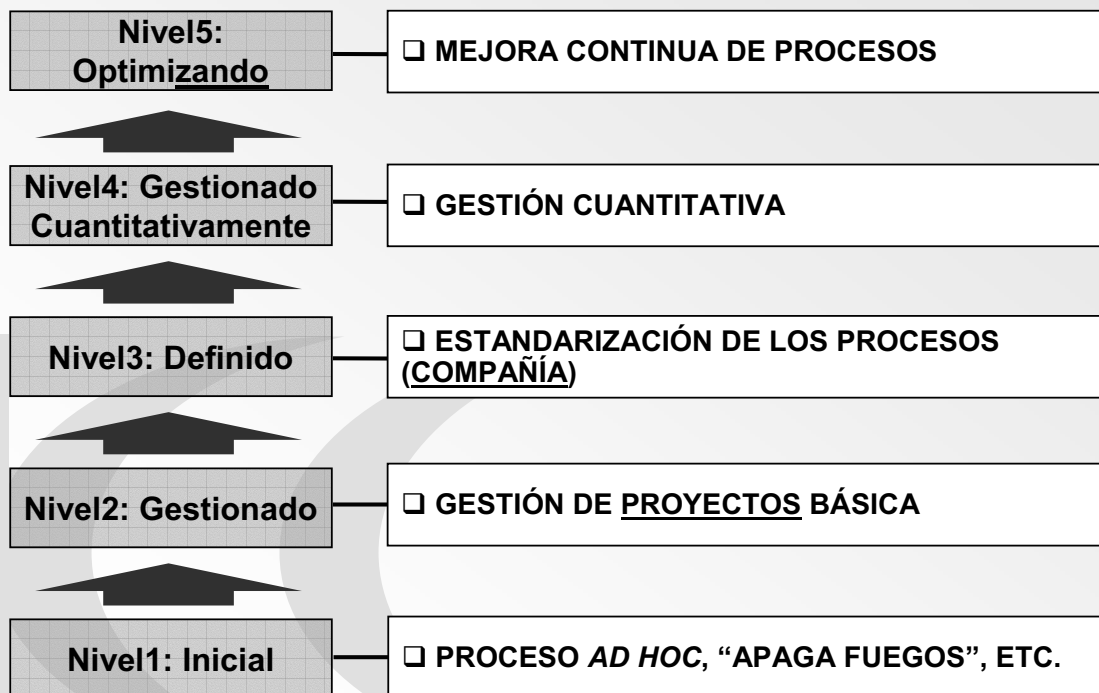 Nivel5:
Optimizando
❑ MEJORA CONTINUA DE PROCESOS
Nivel4: Gestionado
Cuantitativamente
❑ GESTIÓN CUANTITATIVA
Nivel3: Definido
❑ ESTANDARIZACIÓN DE LOS PROCESOS
(COMPAÑÍA)
Nivel2: Gestionado
❑ GESTIÓN DE PROYECTOS BÁSICA
Nivel1: Inicial
❑ PROCESO AD HOC, “APAGA FUEGOS”, ETC.